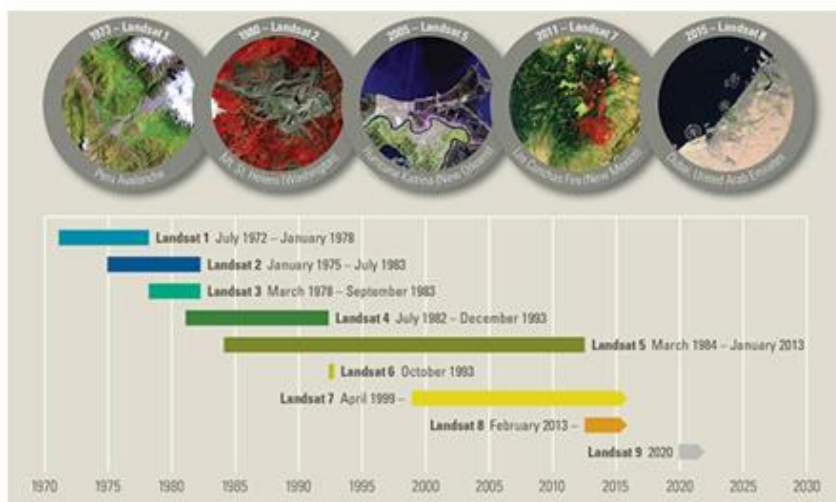 1973 – Landsat 1
1980 – Landsat 2
2005 – Landsat 5
2011 – Landsat 7
2015 – Landsat 8
Peru Avalanche
Mt. St. Helens (Washington)
Hurricane Katrina (New Orleans)
Las Conchas Fire (New Mexico)
Dubai, United Arab Emirates
Landsat 1 July 1972 – January 1978
Landsat 2 January 1975 – July 1983
Landsat 3 March 1978 – September 1983
Landsat 4 July 1982 – December 1993
Landsat 5 March 1984 – January 2013
Landsat 6 October 1993
Landsat 7 April 1999 –
Landsat 8 February 2013 –
Landsat 9 2020
1970 1975 1980 1985 1990 1995 2000 2005 2010 2015 2020 2025 2030